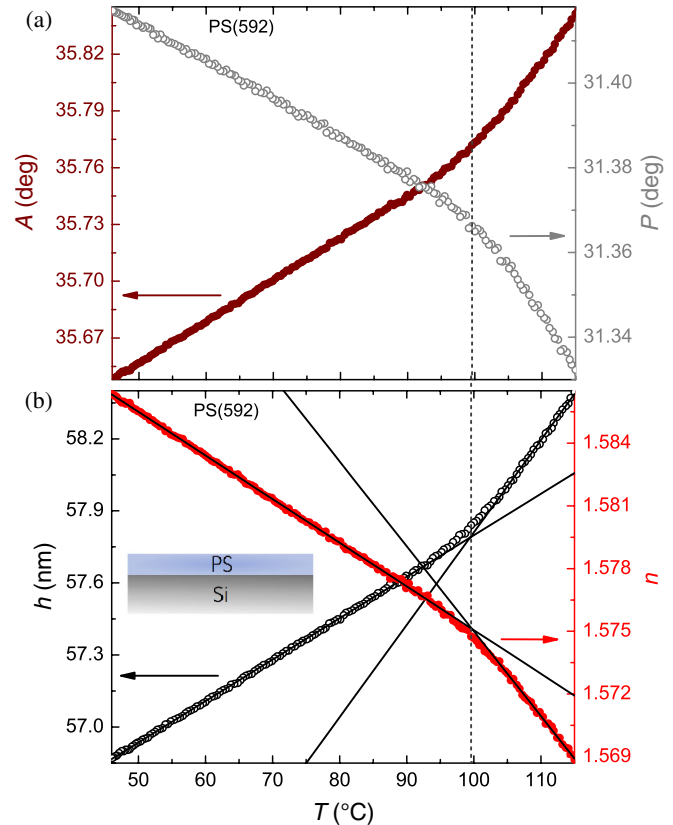 (a)
PS(592)
35.82
35.79
35.76
35.73
35.70
35.67
A (deg)
31.40
31.38
31.36
31.34
P (deg)
(b)
PS(592)
58.2
57.9
57.6
57.3
57.0
h (nm)
PS
Si
1.584
1.581
1.578
1.575
1.572
1.569
n
50 60 70 80 90 100 110
T (°C)